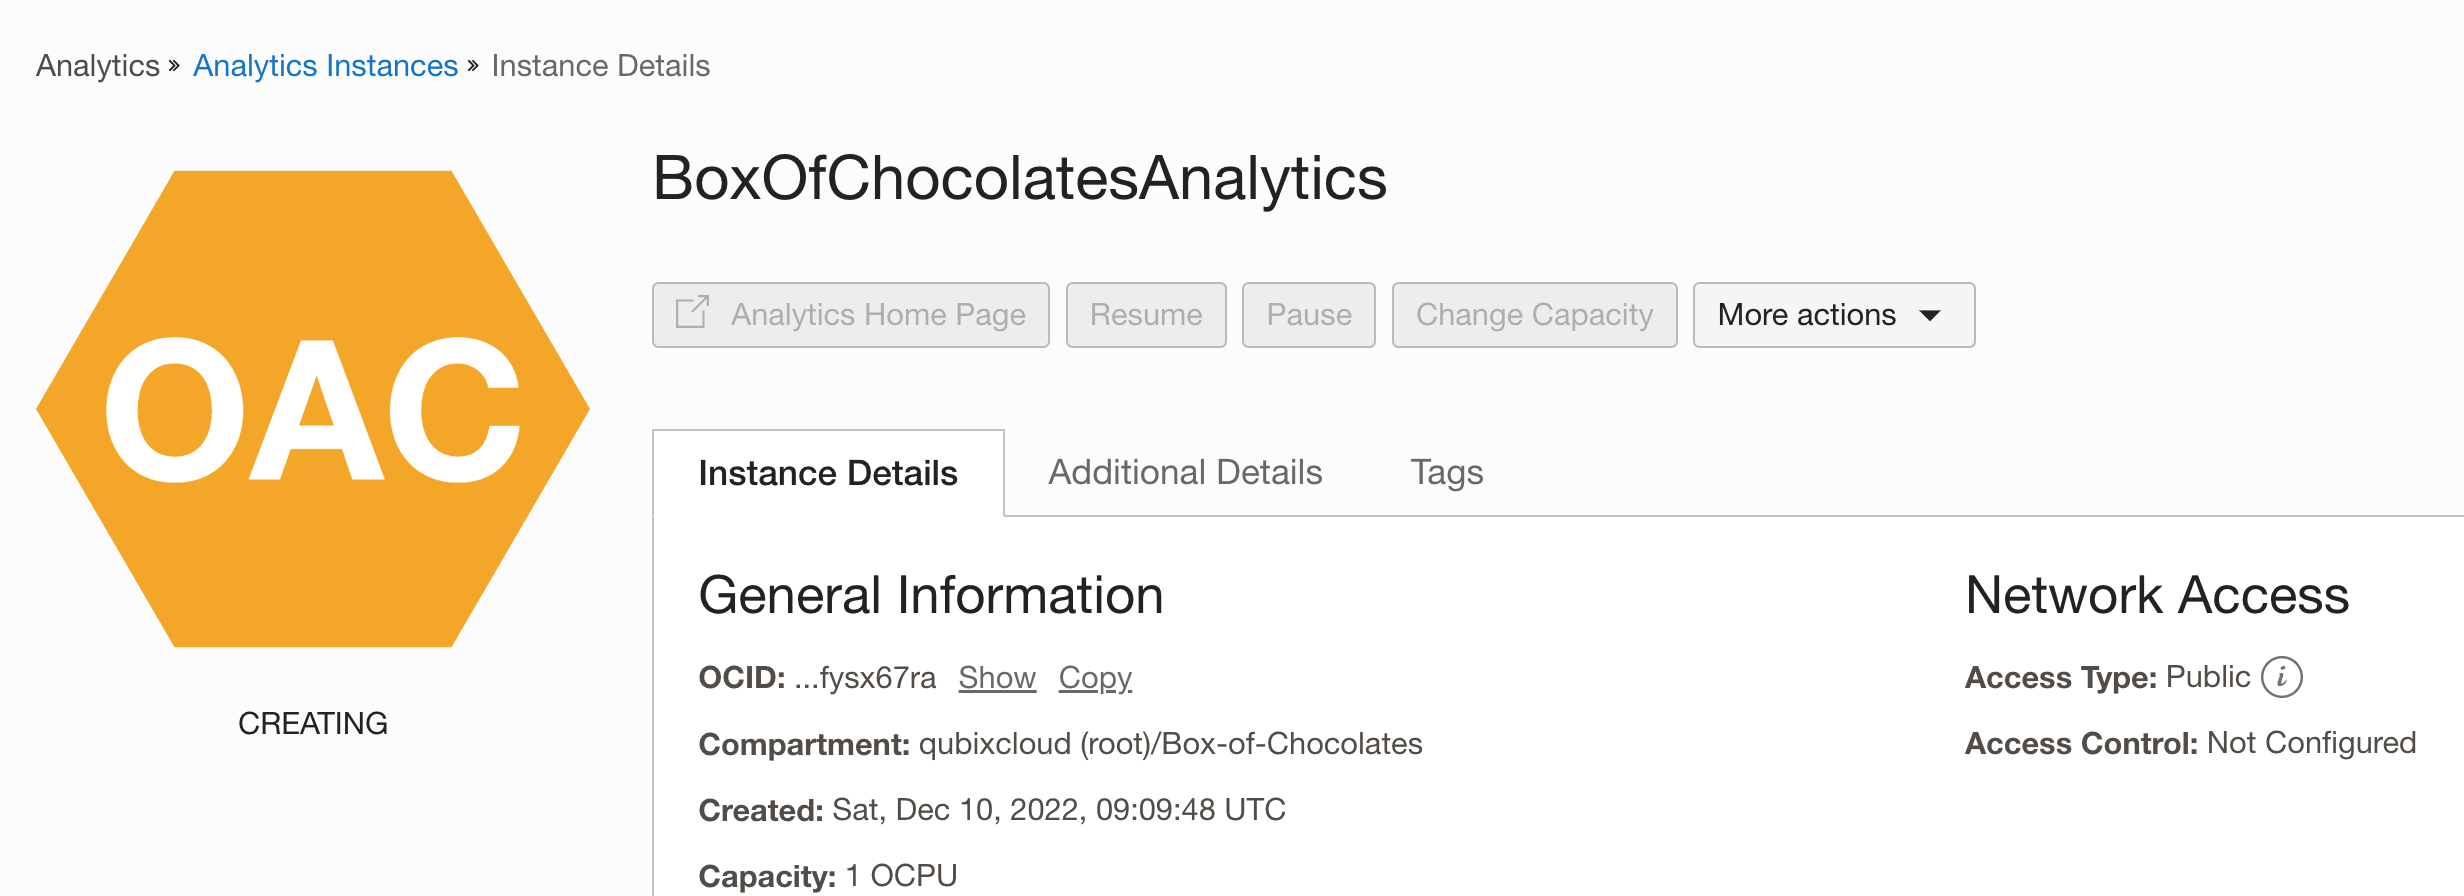 Analytics » Analytics Instances » Instance Details
BoxOfChocolatesAnalytics
Analytics Home Page Resume Pause Change Capacity More actions
OAC
CREATING
Instance Details Additional Details Tags
General Information
OCID: ...fysx67ra Show Copy
Compartment: qubixcloud (root)/Box-of-Chocolates
Created: Sat, Dec 10, 2022, 09:09:48 UTC
Capacity: 1 OCPU
Network Access
Access Type: Public i
Access Control: Not Configured